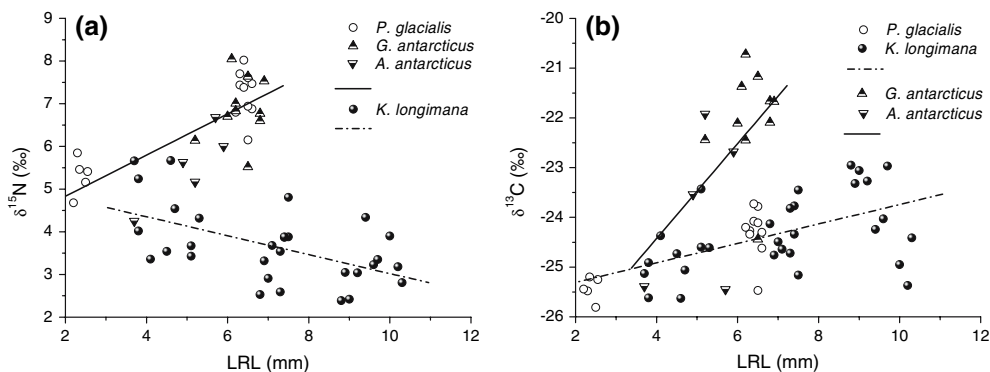 (a)
P. glacialis
G. antarcticus
A. antarcticus
K. longimana
δ15N (‰)
9
8
7
6
5
4
3
2
2 4 6 8 10 12
LRL (mm)
(b)
P. glacialis
K. longimana
G. antarcticus
A. antarcticus
δ13C (‰)
-20
-21
-22
-23
-24
-25
-26
2 4 6 8 10 12
LRL (mm)